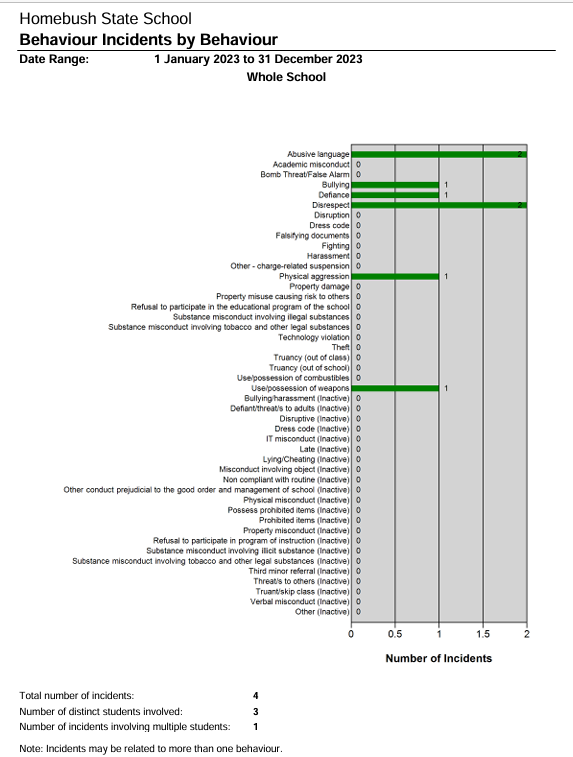 Homebush State School
Behaviour Incidents by Behaviour
Date Range: 1 January 2023 to 31 December 2023
Whole School
Abusive language 2
Academic misconduct 0
Bomb Threat/False Alarm 0
Bullying 1
Defiance 1
Disrespect 2
Disruption 0
Dress code 0
Falsifying documents 0
Fighting 0
Harassment 0
Other - charge-related suspension 0
Physical aggression 1
Property damage 0
Property misuse causing risk to others 0
Refusal to participate in the educational program of the school 0
Substance misconduct involving illegal substances 0
Substance misconduct involving tobacco and other legal substances 0
Technology violation 0
Theft 0
Truancy (out of class) 0
Truancy (out of school) 0
Use/possession of combustibles 0
Use/possession of weapons 1
Bullying/harassment (Inactive) 0
Defiant/threat/s to adults (Inactive) 0
Disruptive (Inactive) 0
Dress code (Inactive) 0
IT misconduct (Inactive) 0
Late (Inactive) 0
Lying/Cheating (Inactive) 0
Misconduct involving object (Inactive) 0
Non compliant with routine (Inactive) 0
Other conduct prejudicial to the good order and management of school (Inactive) 0
Physical misconduct (Inactive) 0
Possess prohibited items (Inactive) 0
Prohibited items (Inactive) 0
Property misconduct (Inactive) 0
Refusal to participate in program of instruction (Inactive) 0
Substance misconduct involving illicit substance (Inactive) 0
Substance misconduct involving tobacco and other legal substances (Inactive) 0
Third minor referral (Inactive) 0
Threat/s to others (Inactive) 0
Truant/skip class (Inactive) 0
Verbal misconduct (Inactive) 0
Other (Inactive) 0
0 0.5 1 1.5 2
Number of Incidents
Total number of incidents: 4
Number of distinct students involved: 3
Number of incidents involving multiple students: 1
Note: Incidents may be related to more than one behaviour.